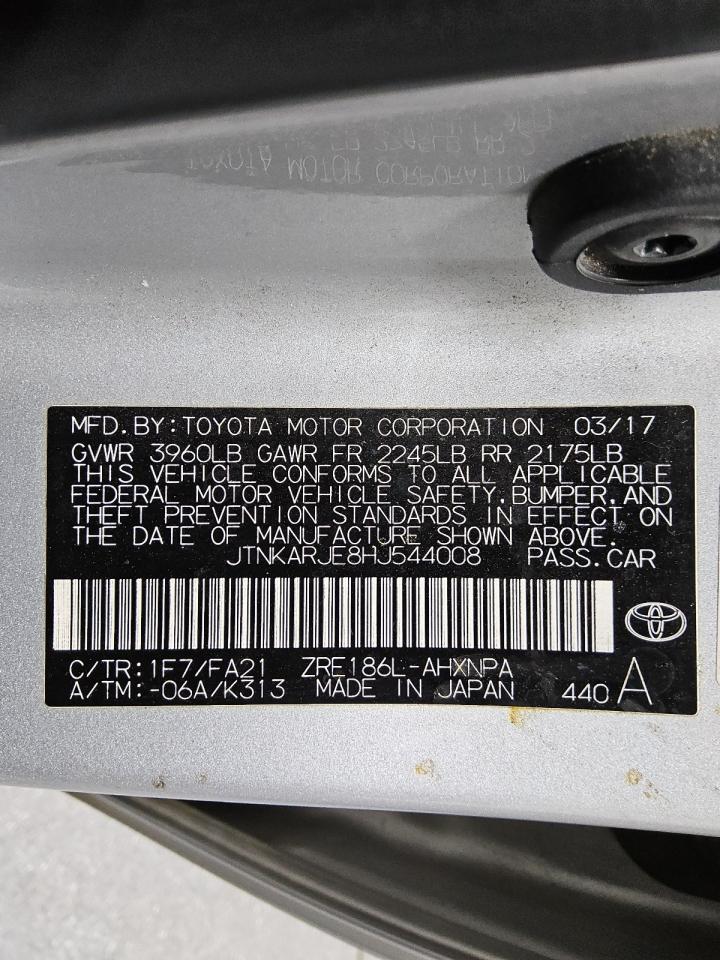 MFD.BY:TOYOTA MOTOR CORPORATION 03/17
GVWR 3960LB GAWR FR 2245LB RR 2175LB
THIS VEHICLE CONFORMS TO ALL APPLICABLE
FEDERAL MOTOR VEHICLE SAFETY,BUMPER,AND
THEFT PREVENTION STANDARDS IN EFFECT ON
THE DATE OF MANUFACTURE SHOWN ABOVE.
JTNKARJE8HJ544008 PASS.CAR
C/TR:1F7/FA21 ZRE186L-AHXNPA
A/TM:-06A/K313 MADE IN JAPAN 440 A